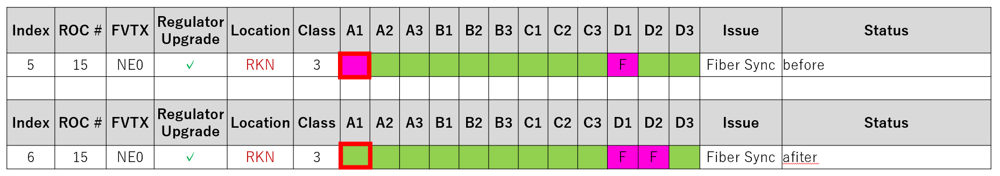 Index ROC # FVTX Regulator Upgrade Location Class A1 A2 A3 B1 B2 B3 C1 C2 C3 D1 D2 D3 Issue Status
5 15 NE0 ✓ RKN 3 F Fiber Sync before
Index ROC # FVTX Regulator Upgrade Location Class A1 A2 A3 B1 B2 B3 C1 C2 C3 D1 D2 D3 Issue Status
6 15 NE0 ✓ RKN 3 F F Fiber Sync afiter